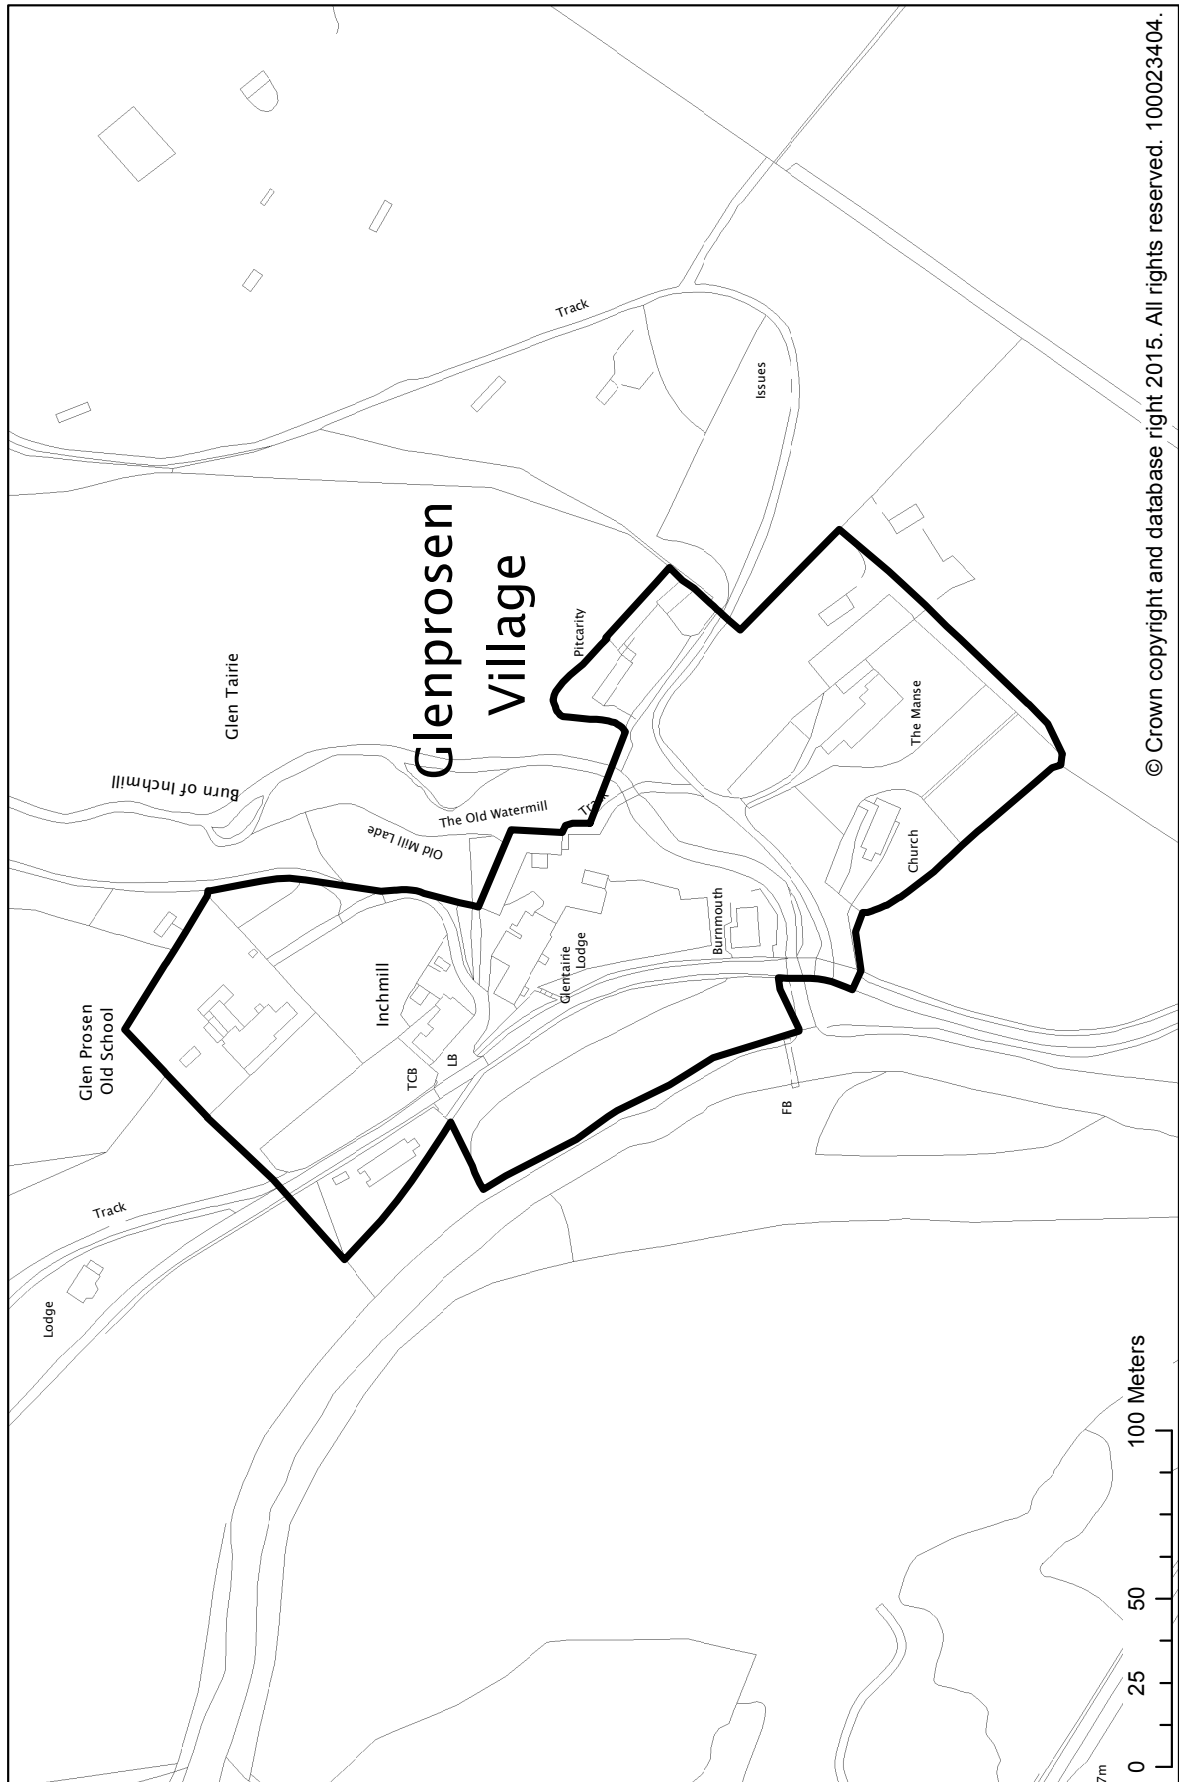 Glenprosen
Village
Glen Tairie
Burn of Inchmill
The Old Watermill
Old Mill Lade
Track
Track
Track
Issues
Pitcarity
The Manse
Church
Burnmouth
Glentairie
Lodge
Inchmill
Glen Prosen
Old School
TCB
LB
FB
Lodge
7m
0 25 50 100 Meters
© Crown copyright and database right 2015. All rights reserved. 100023404.